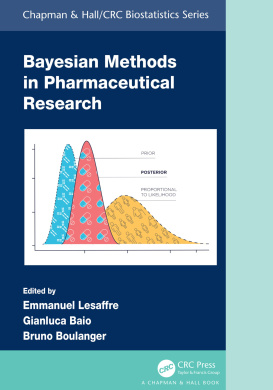 Chapman & Hall/CRC Biostatistics Series
Bayesian Methods
in Pharmaceutical
Research
PRIOR
POSTERIOR
PROPORTIONAL
TO LIKELIHOOD
Edited by
Emmanuel Lesaffre
Gianluca Baio
Bruno Boulanger
CRC
CRC Press
Taylor & Francis Group
A CHAPMAN & HALL BOOK